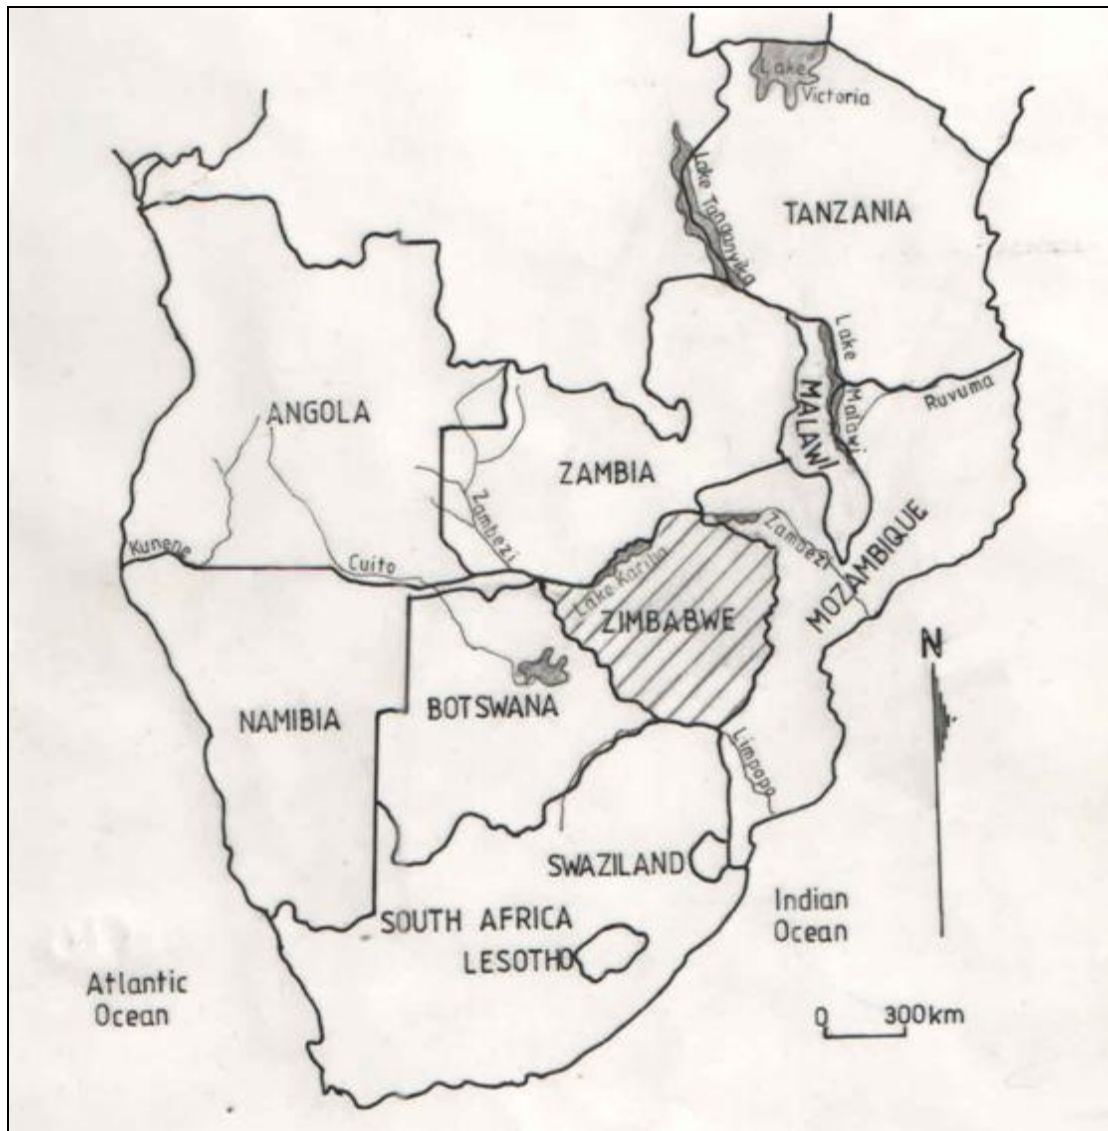 Lake
Victoria
Lake Tanganyika
TANZANIA
Lake
Malawi
MALAWI
Ruvuma
ANGOLA
ZAMBIA
Zambezi
Zambezi
MOZAMBIQUE
Kunene
Cuito
Lake Kariba
ZIMBABWE
N
NAMIBIA
BOTSWANA
Limpopo
SWAZILAND
SOUTH AFRICA
LESOTHO
Indian
Ocean
Atlantic
Ocean
0 300km